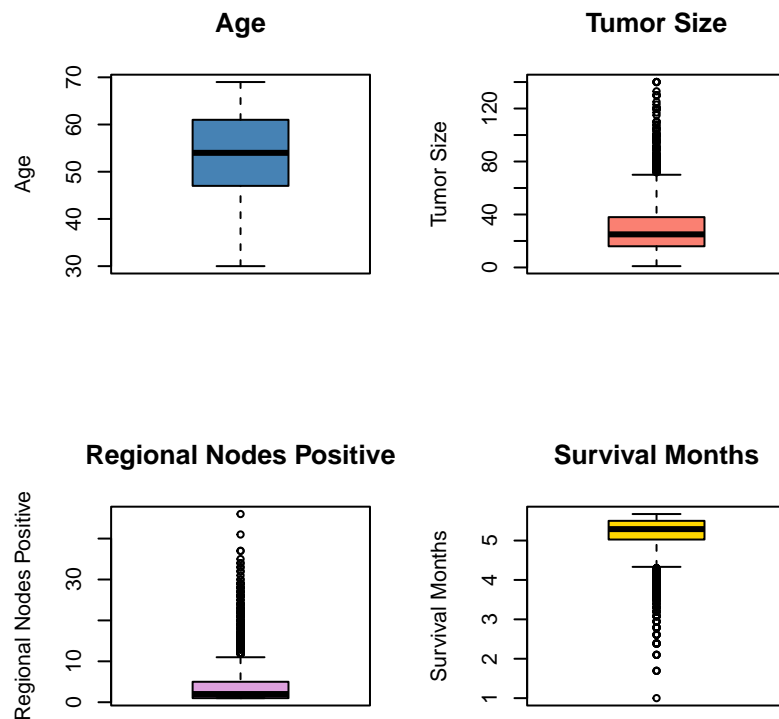 Age
Age
70
60
50
40
30
Tumor Size
Tumor Size
120
80
40
0
Regional Nodes Positive
Regional Nodes Positive
30
10
0
Survival Months
Survival Months
5
4
3
2
1